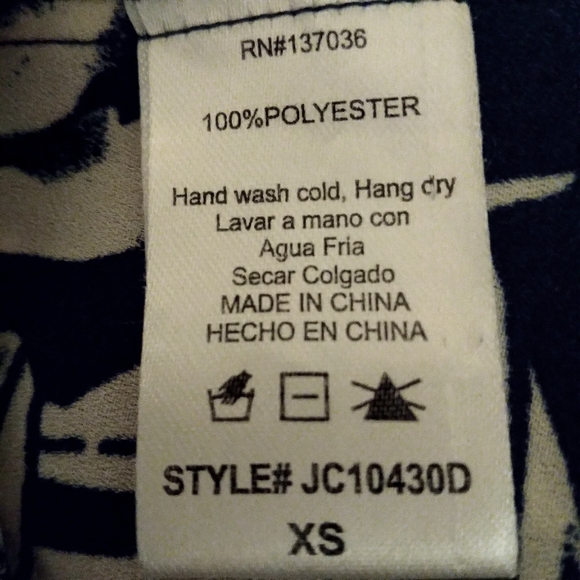 RN#137036
100%POLYESTER
Hand wash cold, Hang dry
Lavar a mano con
Agua Fria
Secar Colgado
MADE IN CHINA
HECHO EN CHINA
STYLE# JC10430D
XS